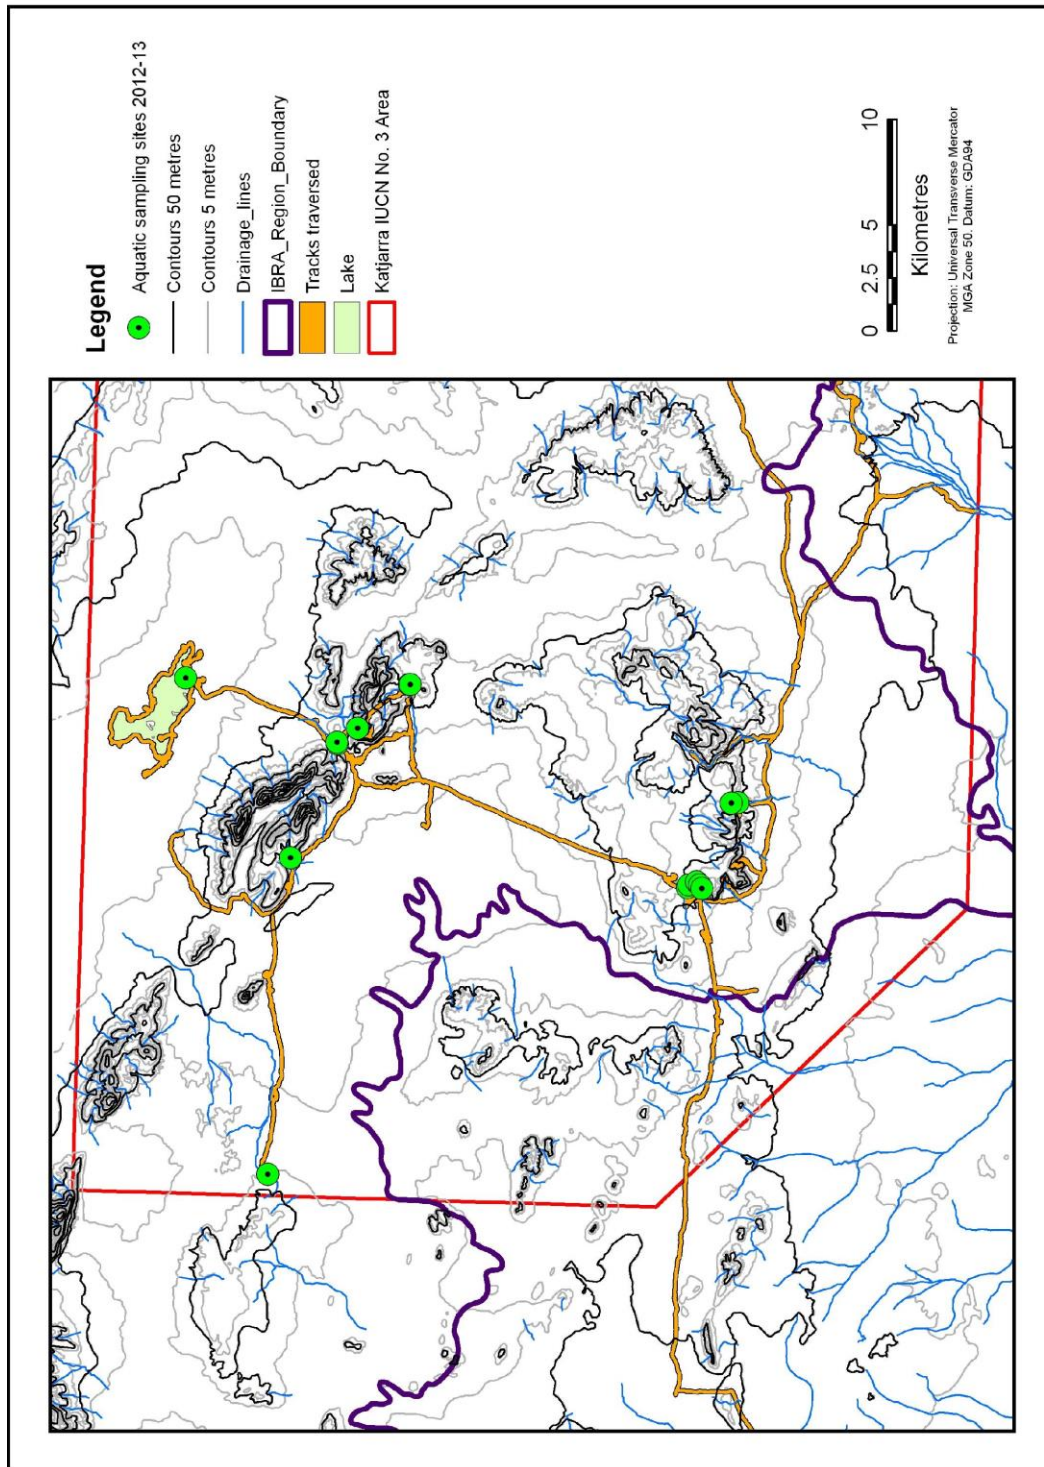 Legend
Aquatic sampling sites 2012-13
Contours 50 metres
Contours 5 metres
Drainage_lines
IBRA_Region_Boundary
Tracks traversed
Lake
Katjarra IUCN No. 3 Area
0 2.5 5 10
Kilometres
Projection: Universal Transverse Mercator
MGA Zone 50. Datum: GDA94